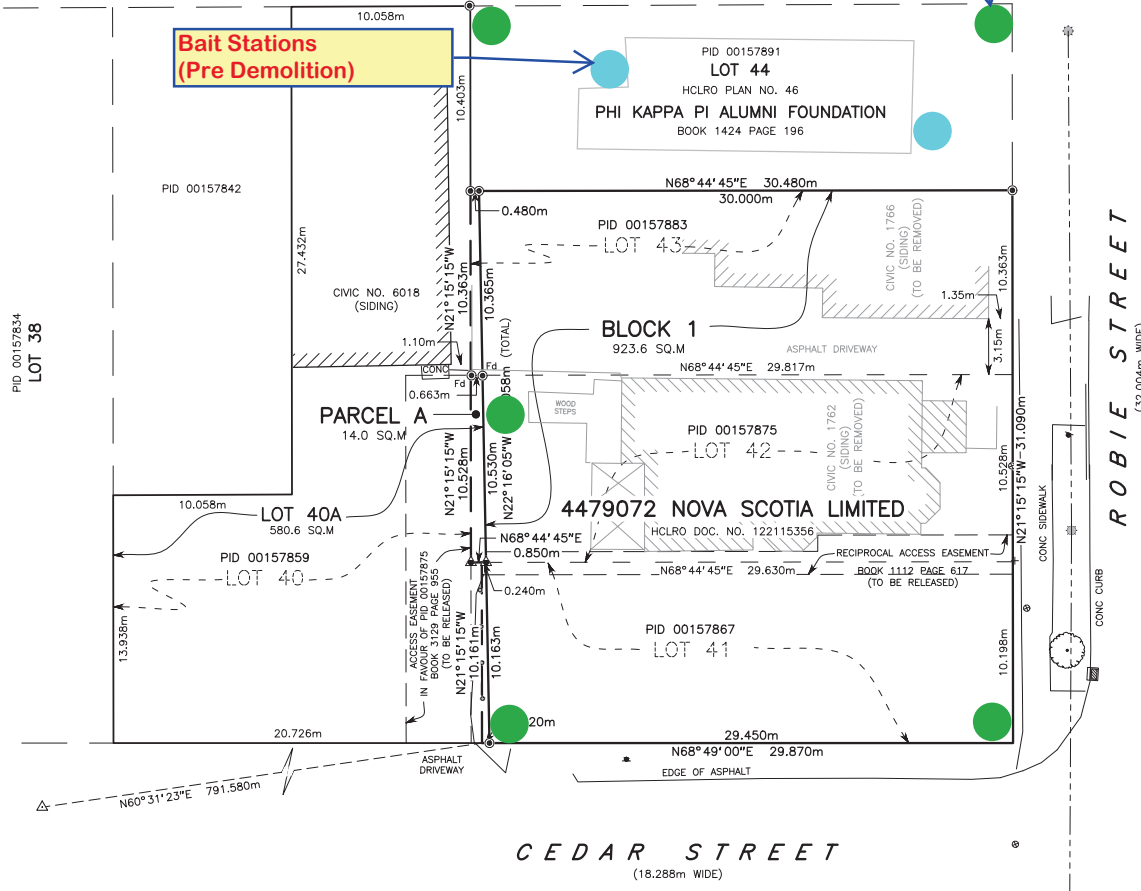 10.058m
Bait Stations
(Pre Demolition)
10.403m
PID 00157891
LOT 44
HCLRO PLAN NO. 46
PHI KAPPA PI ALUMNI FOUNDATION
BOOK 1424 PAGE 196
PID 00157842
N68°44'45"E 30.480m
30.000m
0.480m
PID 00157883
LOT 43
CIVIC NO. 1766
(SIDING)
(TO BE REMOVED)
27.432m
N21°15'15"W
10.363m
10.365m
10.363m
CIVIC NO. 6018
(SIDING)
1.35m
BLOCK 1
923.6 SQ.M
3.15m
1.10m
(TOTAL)
58m
ASPHALT DRIVEWAY
PID 00157834
LOT 38
CONC
Fd
Fd
N68°44'45"E 29.817m
0.663m
PARCEL A
14.0 SQ.M
WOOD
STEPS
PID 00157875
LOT 42
CIVIC NO. 1762
(SIDING)
(TO BE REMOVED)
N21°15'15"W
10.528m
10.530m
N22°16'05"W
10.528m
N21°15'15"W 31.090m
10.058m
LOT 40A
580.6 SQ.M
4479072 NOVA SCOTIA LIMITED
HCLRO DOC. NO. 122115356
N68°44'45"E
0.850m
RECIPROCAL ACCESS EASEMENT
BOOK 1112 PAGE 617
(TO BE RELEASED)
N68°44'45"E 29.630m
PID 00157859
LOT 40
0.240m
ACCESS EASEMENT
IN FAVOUR OF PID 00157875
BOOK 3129 PAGE 955
(TO BE RELEASED)
N21°15'15"W
10.161m
10.163m
13.938m
PID 00157867
LOT 41
10.198m
CONC SIDEWALK
CONC CURB
ROBIE STREET
(32.004m WIDE)
20m
20.726m
29.450m
N68°49'00"E 29.870m
ASPHALT
DRIVEWAY
EDGE OF ASPHALT
N60°31'23"E 791.580m
CEDAR STREET
(18.288m WIDE)